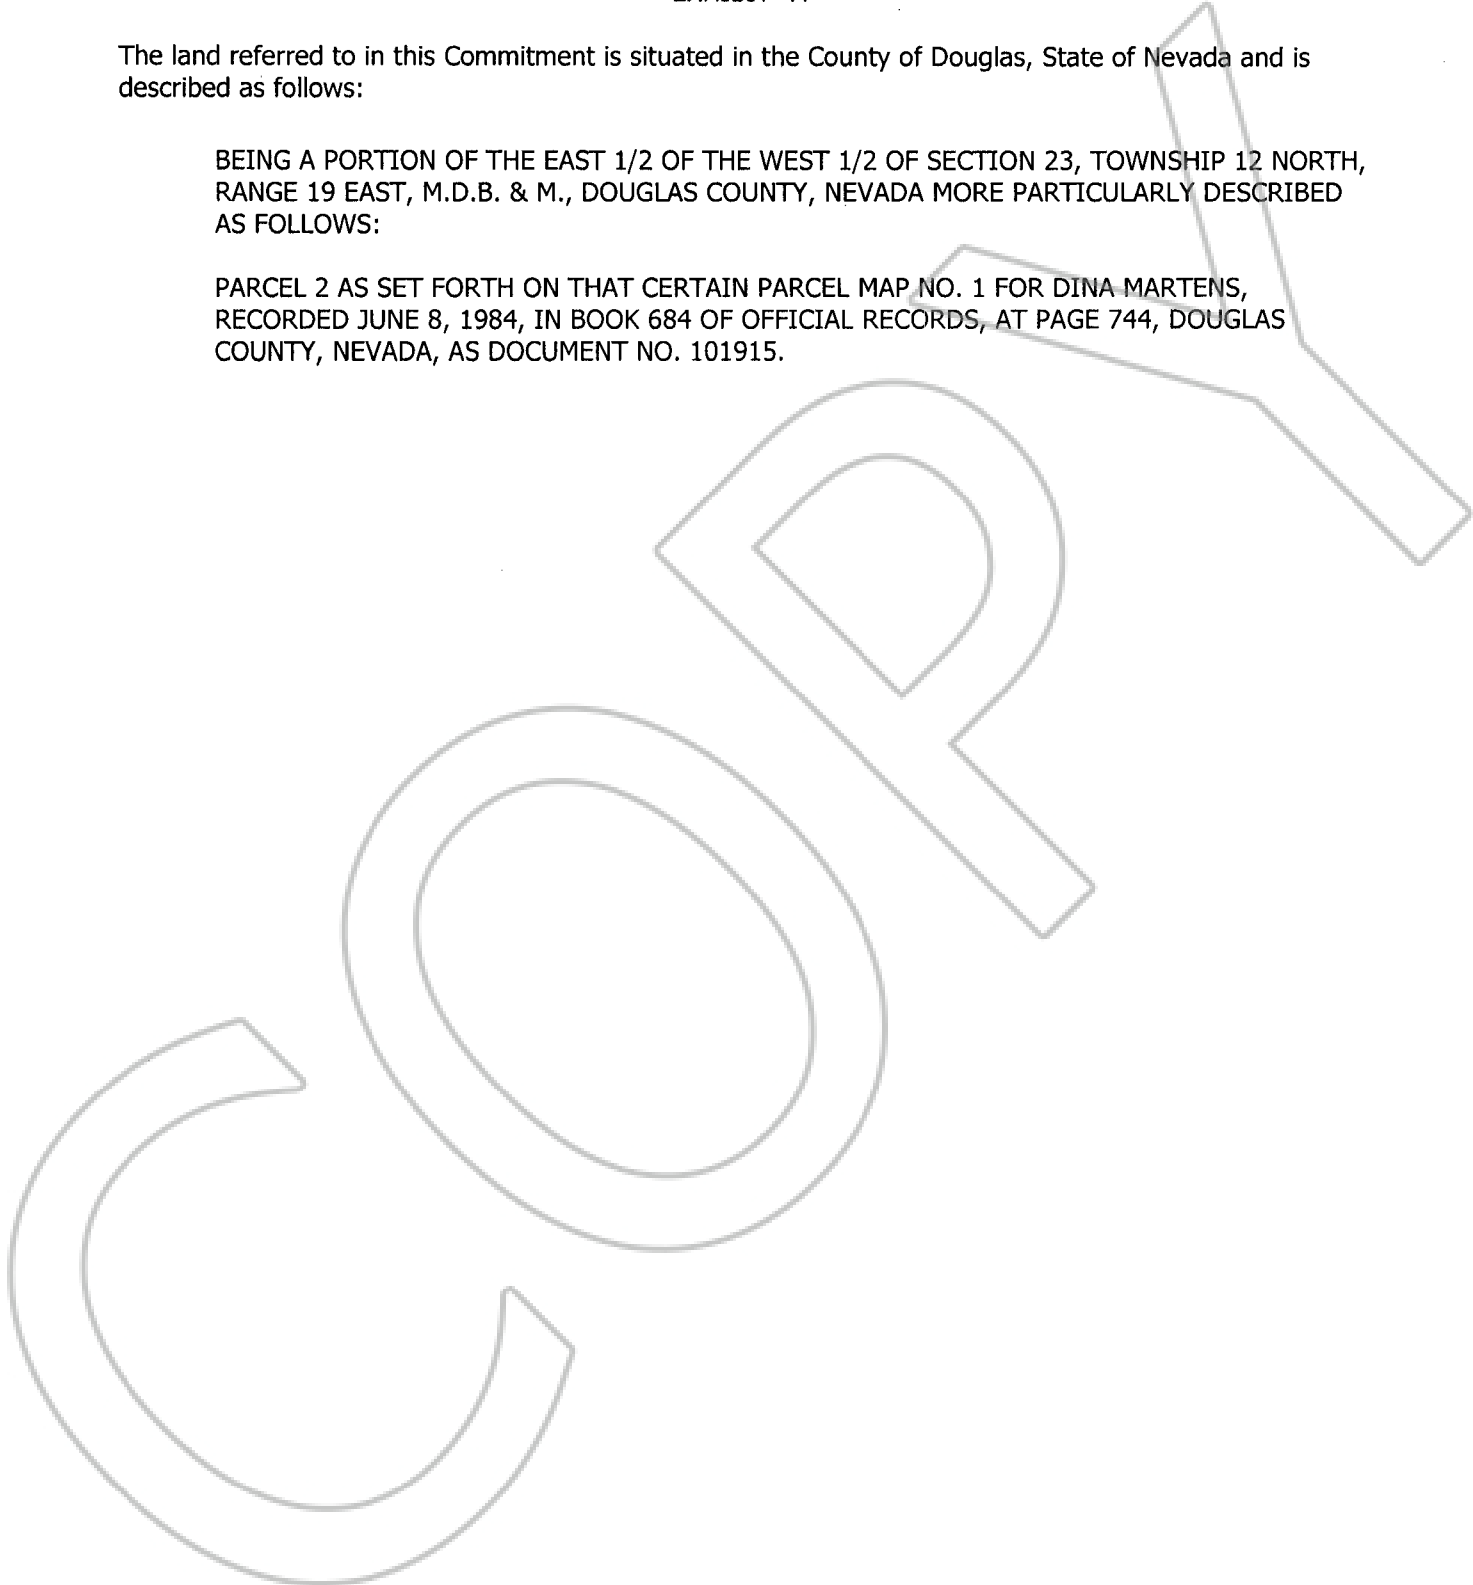 The land referred to in this Commitment is situated in the County of Douglas, State of Nevada and is
described as follows:
BEING A PORTION OF THE EAST 1/2 OF THE WEST 1/2 OF SECTION 23, TOWNSHIP 12 NORTH,
RANGE 19 EAST, M.D.B. & M., DOUGLAS COUNTY, NEVADA MORE PARTICULARLY DESCRIBED
AS FOLLOWS:
PARCEL 2 AS SET FORTH ON THAT CERTAIN PARCEL MAP NO. 1 FOR DINA MARTENS,
RECORDED JUNE 8, 1984, IN BOOK 684 OF OFFICIAL RECORDS, AT PAGE 744, DOUGLAS
COUNTY, NEVADA, AS DOCUMENT NO. 101915.
COPY